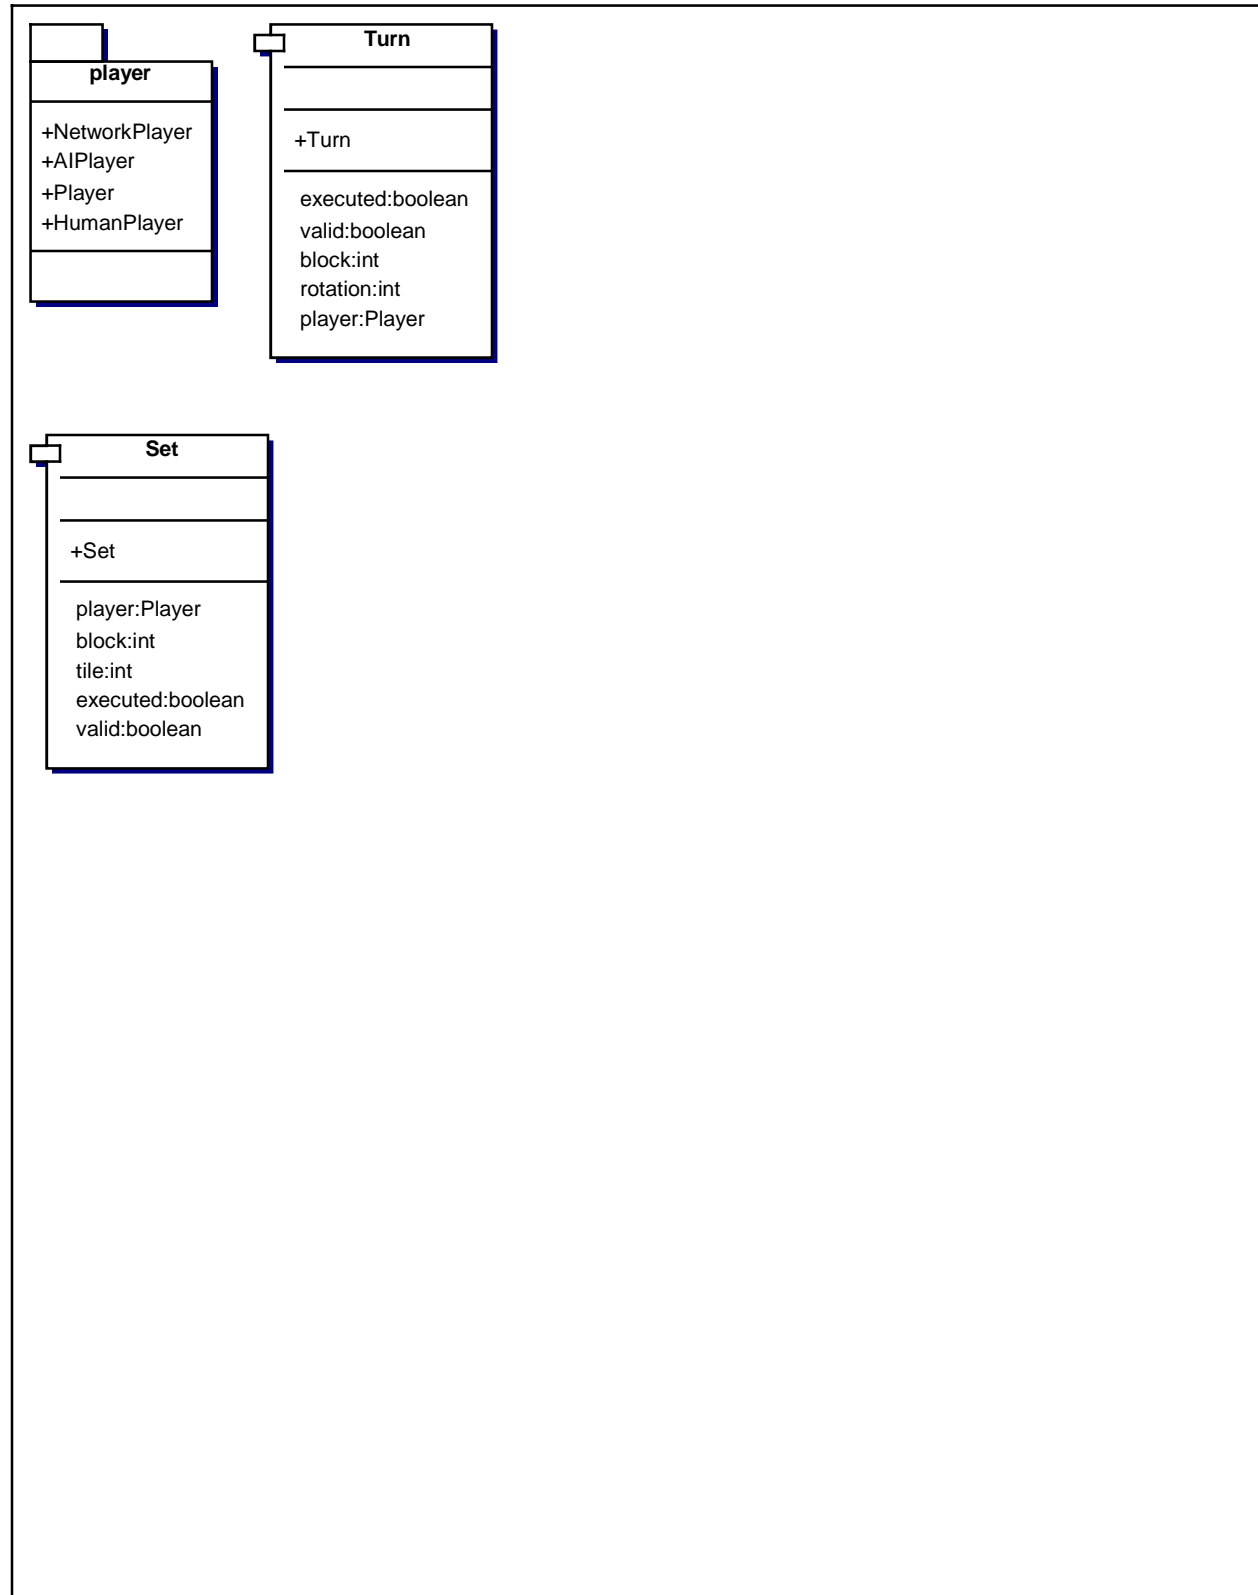 player
+NetworkPlayer
+AIPlayer
+Player
+HumanPlayer
Turn
+Turn
executed:boolean
valid:boolean
block:int
rotation:int
player:Player
Set
+Set
player:Player
block:int
tile:int
executed:boolean
valid:boolean